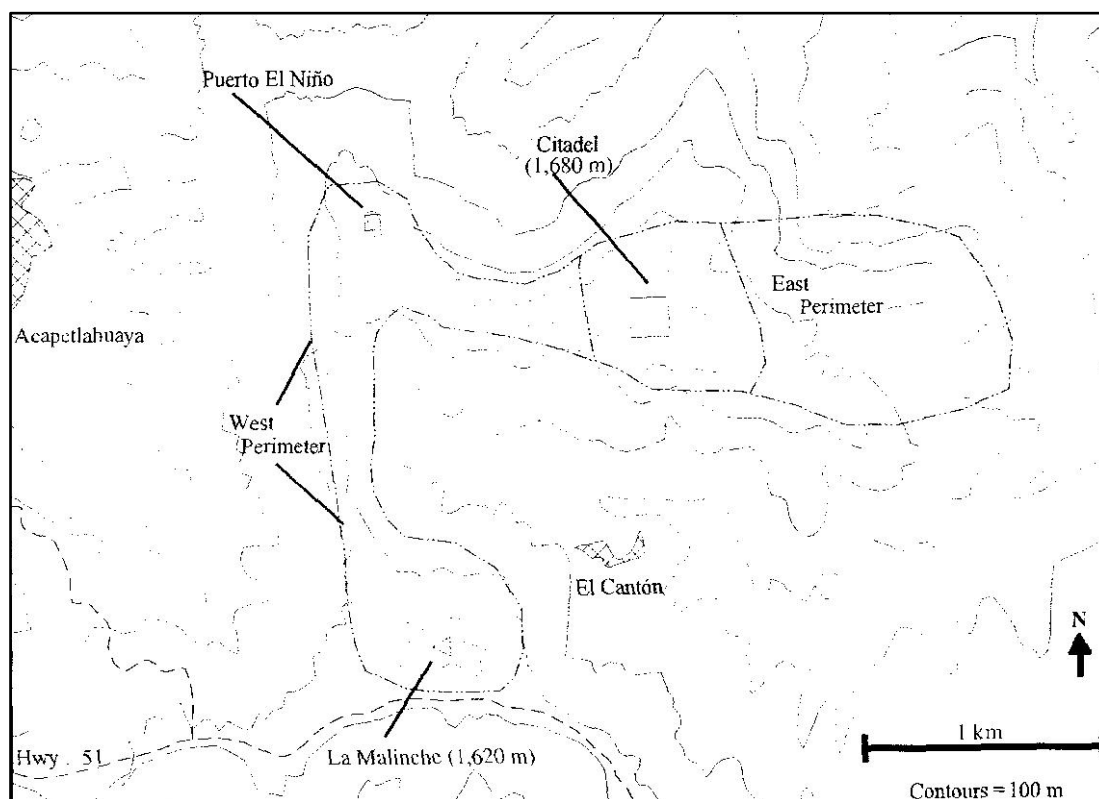 Puerto El Niño
Citadel
(1,680 m)
East
Perimeter
Acapetlahuaya
West
Perimeter
El Cantón
N
La Malinche (1,620 m)
Hwy . 51
1 km
Contours = 100 m